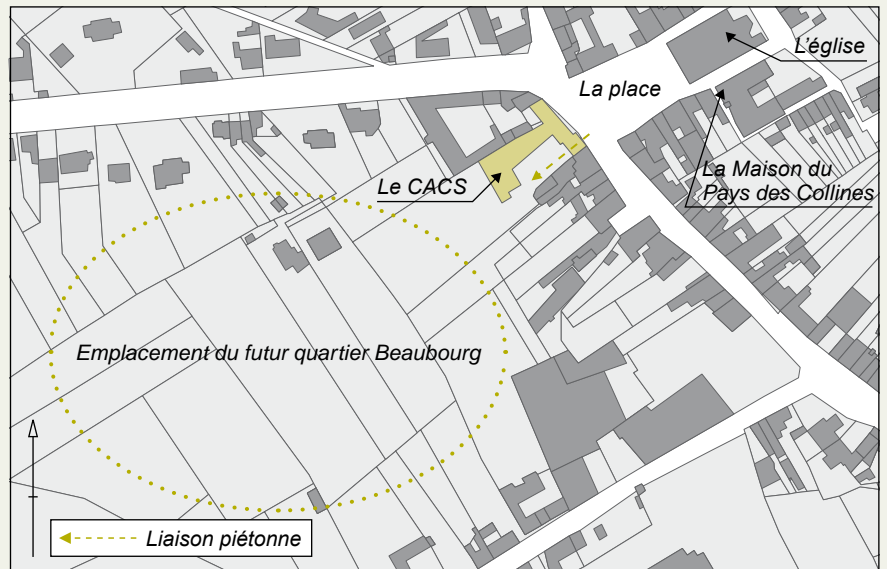 L'église
La place
La Maison du
Pays des Collines
Le CACS
Emplacement du futur quartier Beaubourg
Liaison piétonne